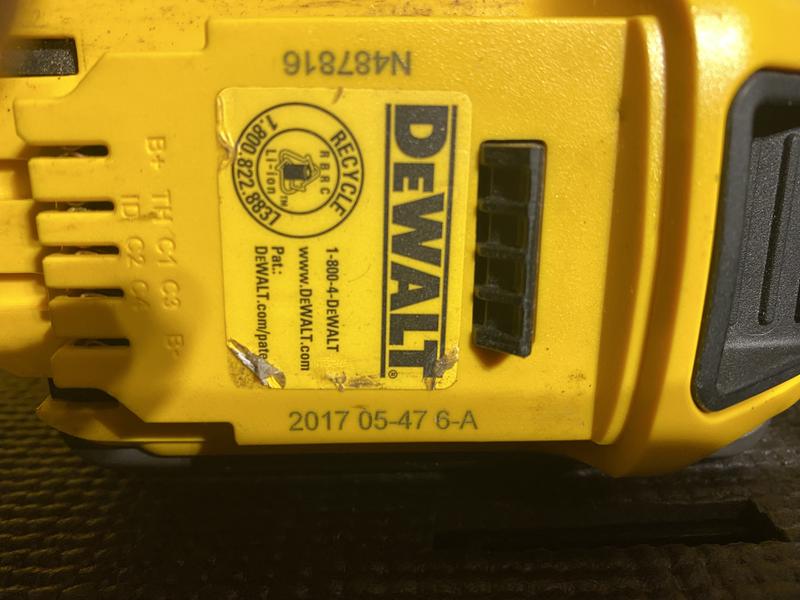 N487816
B+
TH C1 C3
ID C2 C4
B-
RECYCLE
1.800.822.8837
RBRC
Li-ion
TM
DEWALT®
1-800-4-DEWALT
www.DEWALT.com
Pat.:
DEWALT.com/pate
2017 05-47 6-A